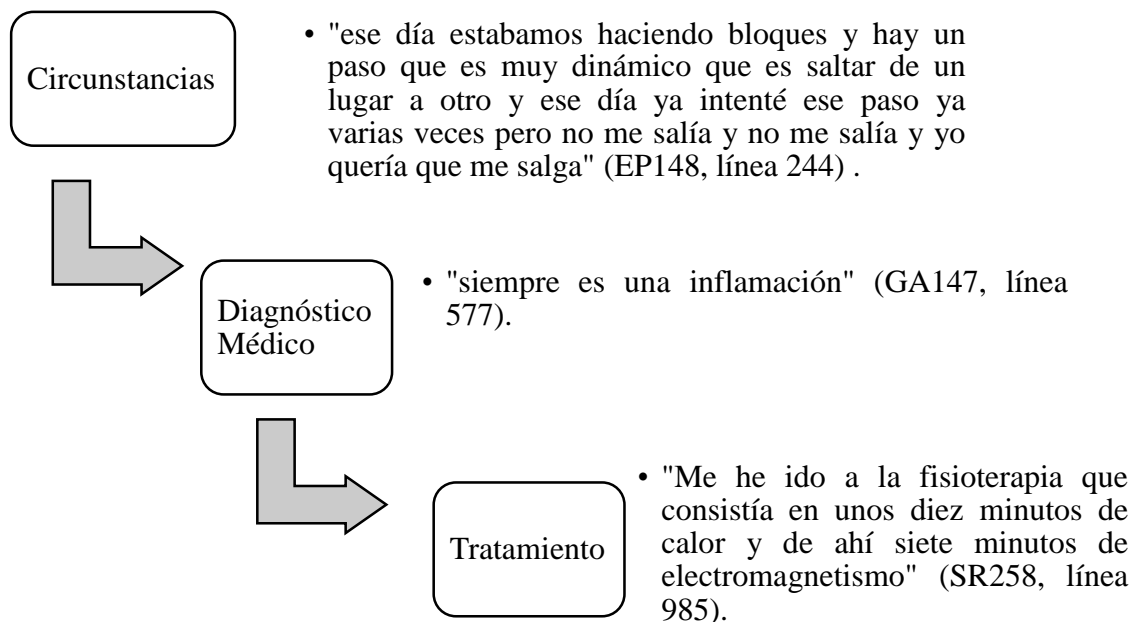 Circunstancias
• "ese día estabamos haciendo bloques y hay un
paso que es muy dinámico que es saltar de un
lugar a otro y ese día ya intenté ese paso ya
varias veces pero no me salía y no me salía y yo
quería que me salga" (EP148, línea 244) .
Diagnóstico
Médico
• "siempre es una inflamación" (GA147, línea
577).
Tratamiento
• "Me he ido a la fisioterapia que
consistía en unos diez minutos de
calor y de ahí siete minutos de
electromagnetismo" (SR258, línea
985).